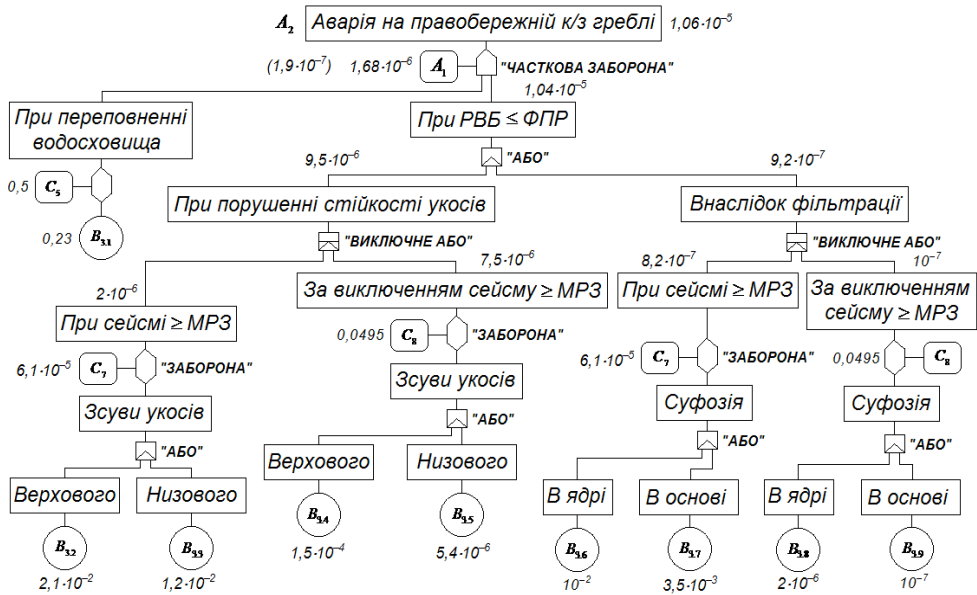 A₂ Аварія на правобережній к/з греблі 1,06·10⁻⁵
(1,9·10⁻⁷) 1,68·10⁻⁶ A₁ "ЧАСТКОВА ЗАБОРОНА"
1,04·10⁻⁵
При переповненні
водосховища
При РВБ ≤ ФПР
9,5·10⁻⁶ "АБО" 9,2·10⁻⁷
0,5 C₅
При порушенні стійкості укосів
Внаслідок фільтрації
0,23 B₃.₁
"ВИКЛЮЧНЕ АБО"
"ВИКЛЮЧНЕ АБО"
2·10⁻⁶
7,5·10⁻⁶
8,2·10⁻⁷
10⁻⁷
При сейсмі ≥ МРЗ
За виключенням сейсму ≥ МРЗ
При сейсмі ≥ МРЗ
За виключенням
сейсму ≥ МРЗ
6,1·10⁻⁵ C₇ "ЗАБОРОНА"
0,0495 C₈ "ЗАБОРОНА"
6,1·10⁻⁵ C₇ "ЗАБОРОНА"
0,0495 C₈
Зсуви укосів
Зсуви укосів
Суфозія
Суфозія
"АБО"
"АБО"
"АБО"
"АБО"
Верхового
Низового
Верхового
Низового
В ядрі
В основі
В ядрі
В основі
B₃.₂
B₃.₃
B₃.₄
B₃.₅
B₃.₆
B₃.₇
B₃.₈
B₃.₉
2,1·10⁻²
1,2·10⁻²
1,5·10⁻⁴
5,4·10⁻⁶
10⁻²
3,5·10⁻³
2·10⁻⁶
10⁻⁷